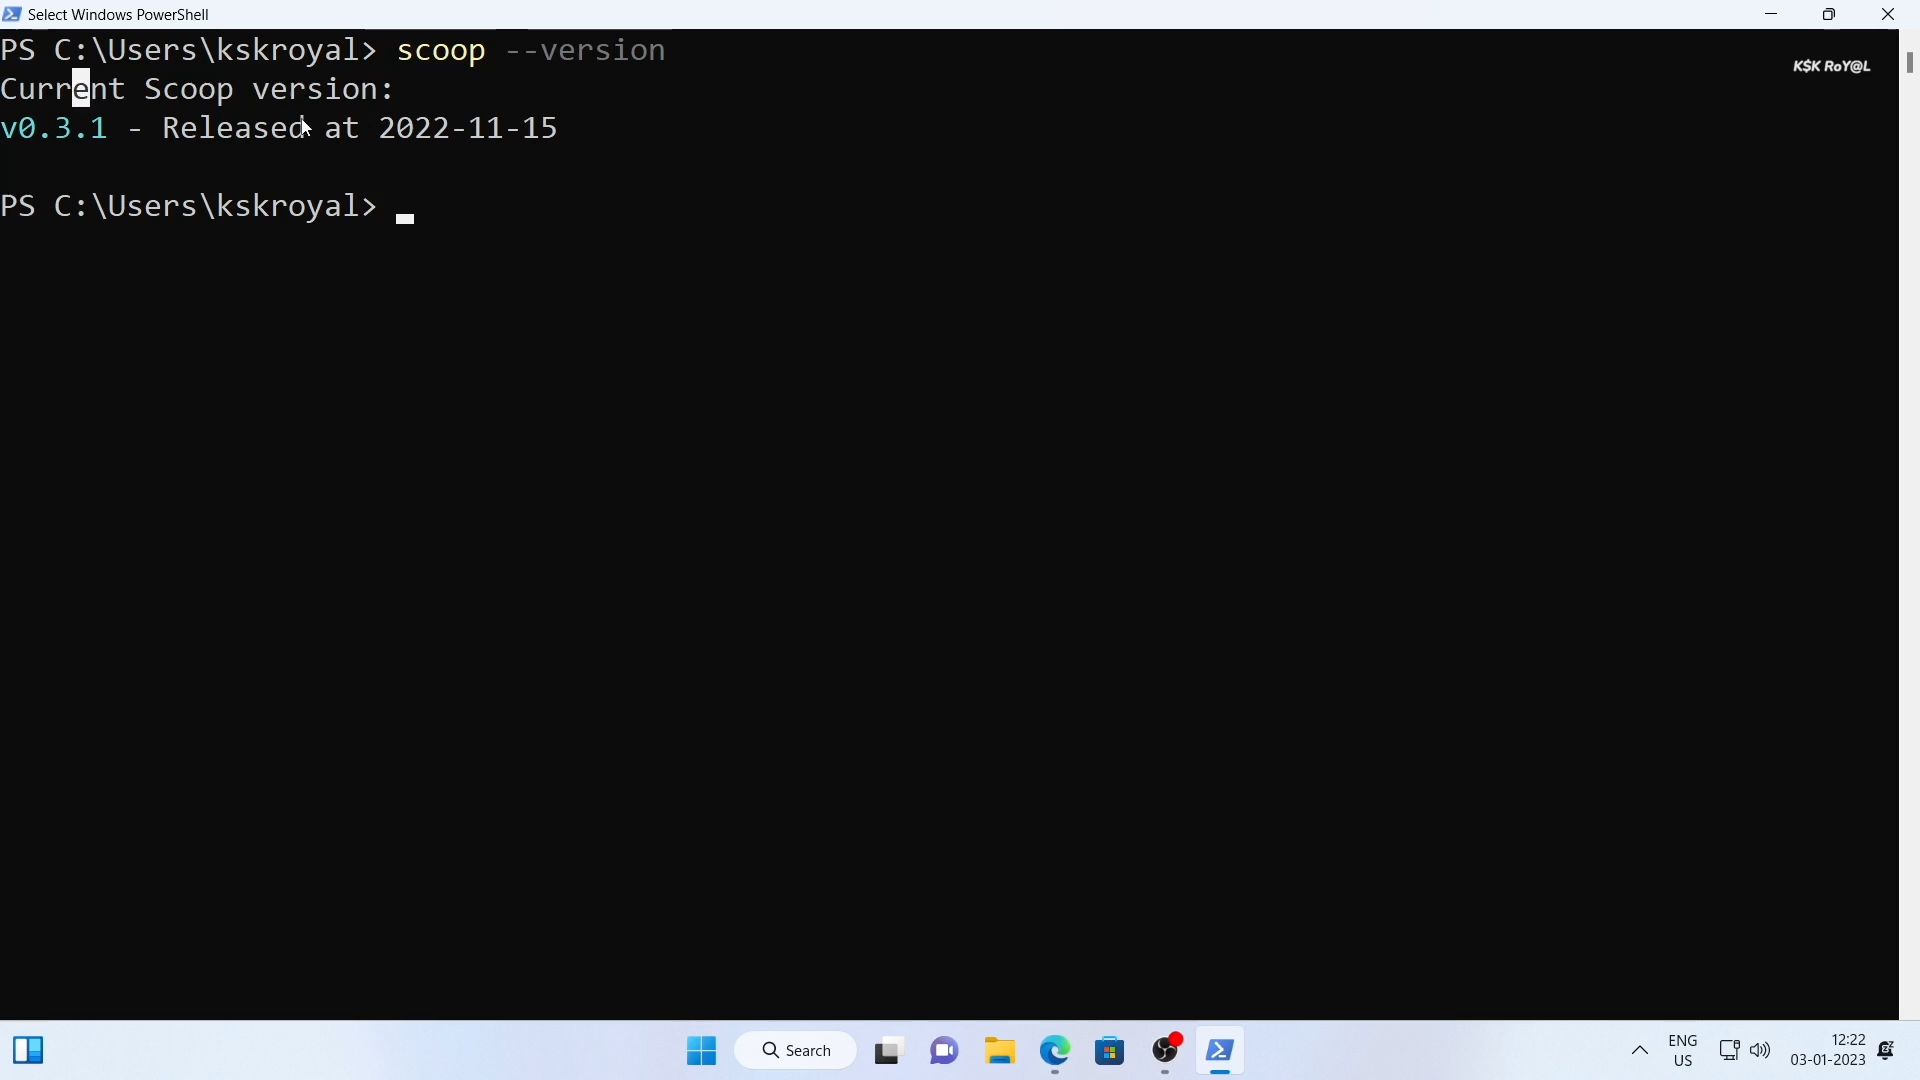 Select Windows PowerShell
PS C:\Users\kskroyal> scoop --version
K$K RoY@L
Current Scoop version:
v0.3.1 - Released at 2022-11-15
PS C:\Users\kskroyal>
Search
ENG
US
12:22
03-01-2023